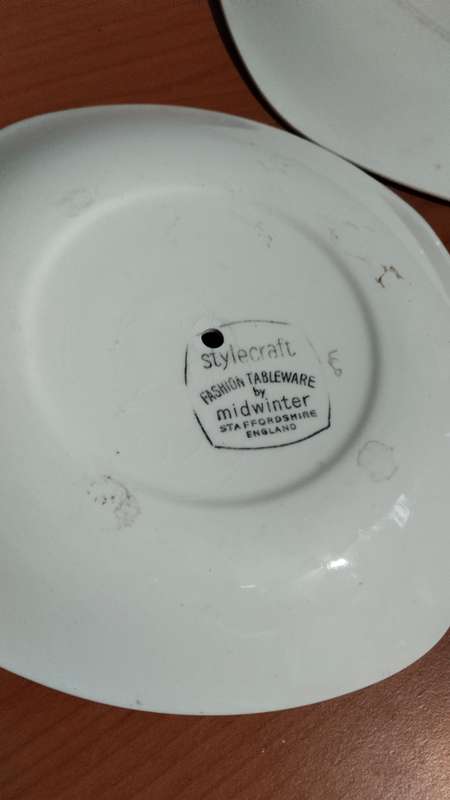 stylecraft
FASHION TABLEWARE
by
midwinter
STAFFORDSHIRE
ENGLAND